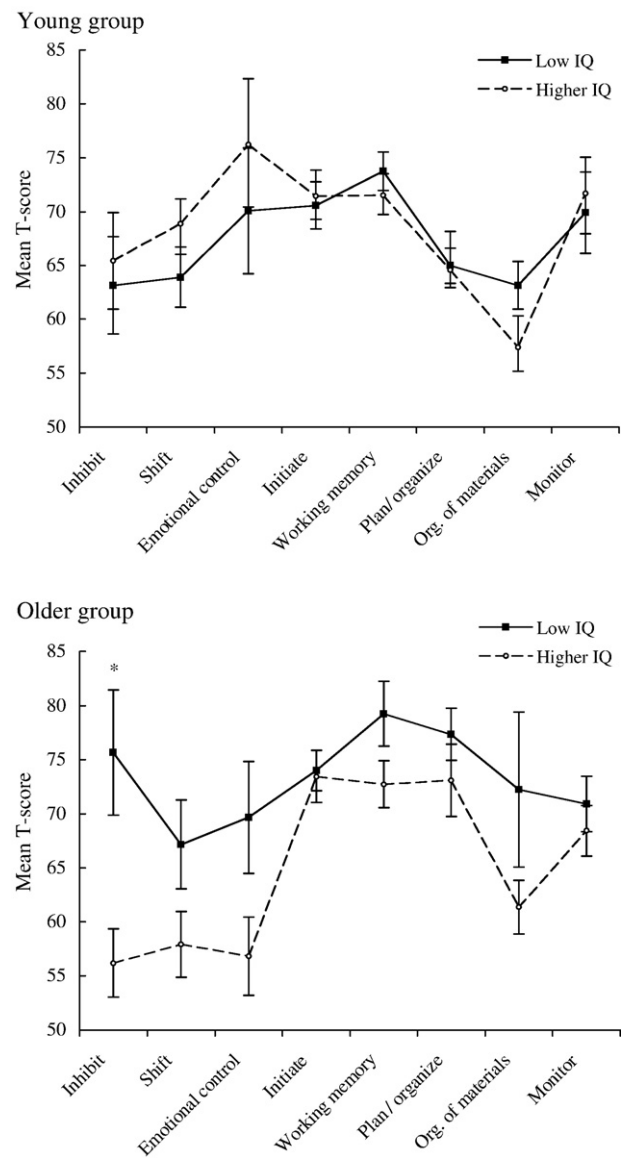 Young group
85
80
75
70
65
60
55
50
Mean T-score
Low IQ
Higher IQ
Inhibit
Shift
Emotional control
Initiate
Working memory
Plan/ organize
Org. of materials
Monitor
Older group
85
80
75
70
65
60
55
50
Mean T-score
Low IQ
Higher IQ
*
Inhibit
Shift
Emotional control
Initiate
Working memory
Plan/ organize
Org. of materials
Monitor